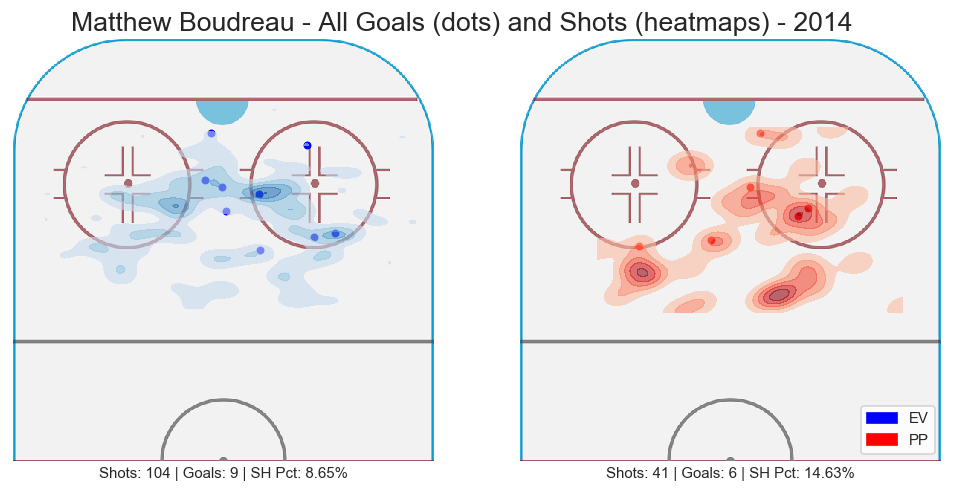 Matthew Boudreau - All Goals (dots) and Shots (heatmaps) - 2014
EV
PP
Shots: 104 | Goals: 9 | SH Pct: 8.65%
Shots: 41 | Goals: 6 | SH Pct: 14.63%